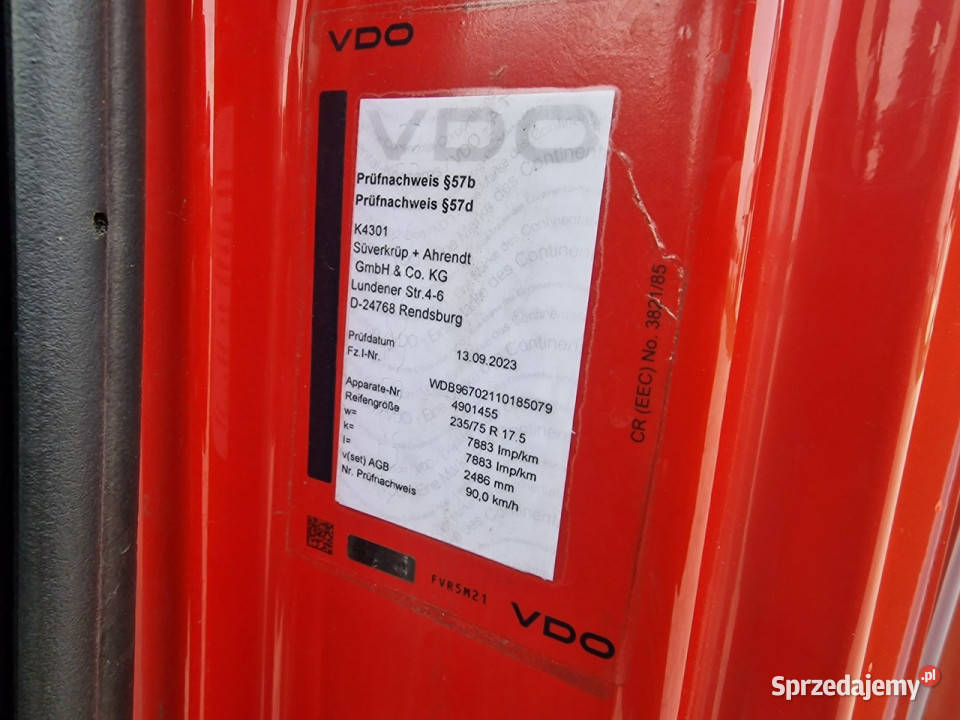 VDO
VDO
Prüfnachweis §57b
Prüfnachweis §57d
K4301
Süverkrüp + Ahrendt
GmbH & Co. KG
Lundener Str.4-6
D-24768 Rendsburg
Prüfdatum 13.09.2023
Fz.I-Nr. WDB96702110185079
Apparate-Nr 4901455
Reifengröße 235/75 R 17.5
w= 7883 Imp/km
k= 7883 Imp/km
l= 2486 mm
v(set) AGB 90,0 km/h
Nr. Prüfnachweis
CR (EEC) No. 3821/85
FVR5M21
VDO
Sprzedajemy.pl